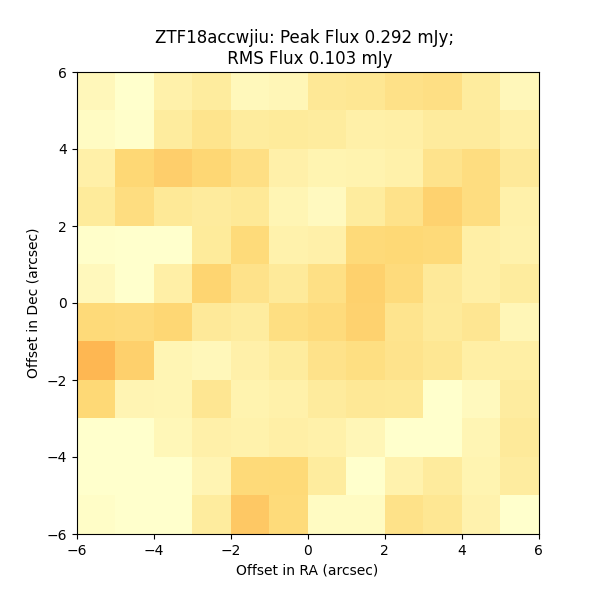 ZTF18accwjiu: Peak Flux 0.292 mJy;
RMS Flux 0.103 mJy
6
4
2
0
−2
−4
−6
Offset in Dec (arcsec)
−6 −4 −2 0 2 4 6
Offset in RA (arcsec)